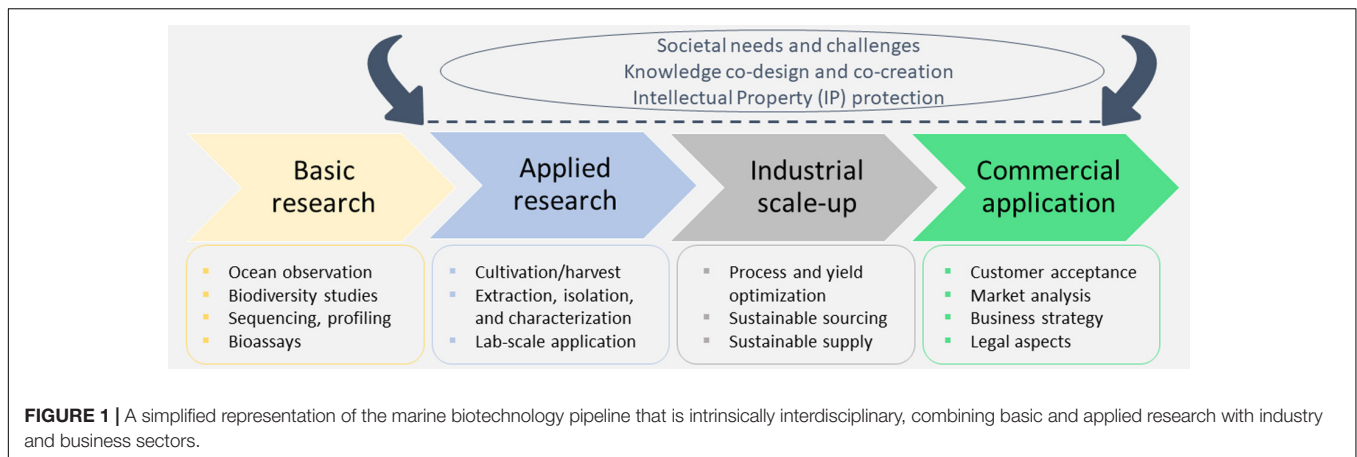 Societal needs and challenges
Knowledge co-design and co-creation
Intellectual Property (IP) protection
Basic
research
Applied
research
Industrial
scale-up
Commercial
application
Ocean observation
Biodiversity studies
Sequencing, profiling
Bioassays
Cultivation/harvest
Extraction, isolation,
and characterization
Lab-scale application
Process and yield
optimization
Sustainable sourcing
Sustainable supply
Customer acceptance
Market analysis
Business strategy
Legal aspects
FIGURE 1 | A simplified representation of the marine biotechnology pipeline that is intrinsically interdisciplinary, combining basic and applied research with industry
and business sectors.